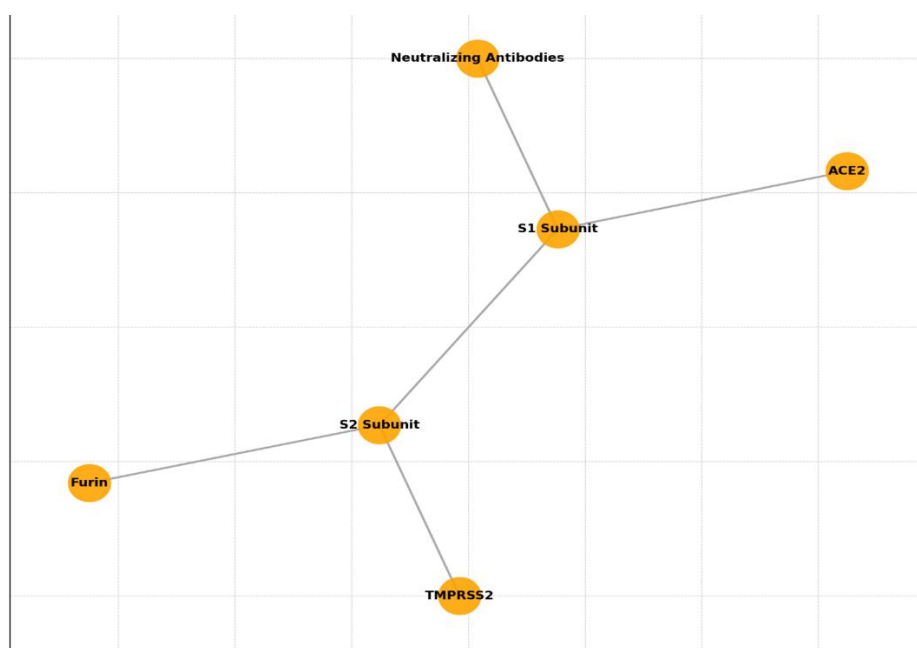 Neutralizing Antibodies
ACE2
S1 Subunit
S2 Subunit
Furin
TMPRSS2